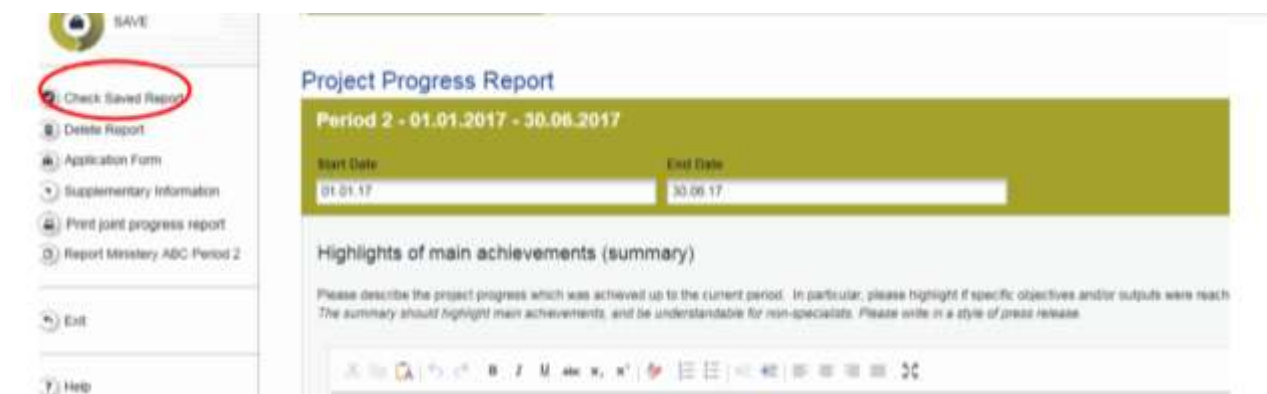 SAVE
Check Saved Report
Delete Report
Application Form
Supplementary Information
Print joint progress report
Report Ministery ABC Period 2
Exit
Help
Project Progress Report
Period 2 - 01.01.2017 - 30.06.2017
Start Date End Date
01.01.17 30.06.17
Highlights of main achievements (summary)
Please describe the project progress which was achieved up to the current period. In particular, please highlight if specific objectives and/or outputs were reach
The summary should highlight main achievements, and be understandable for non-specialists. Please write in a style of press release.
B I U abc x, x'